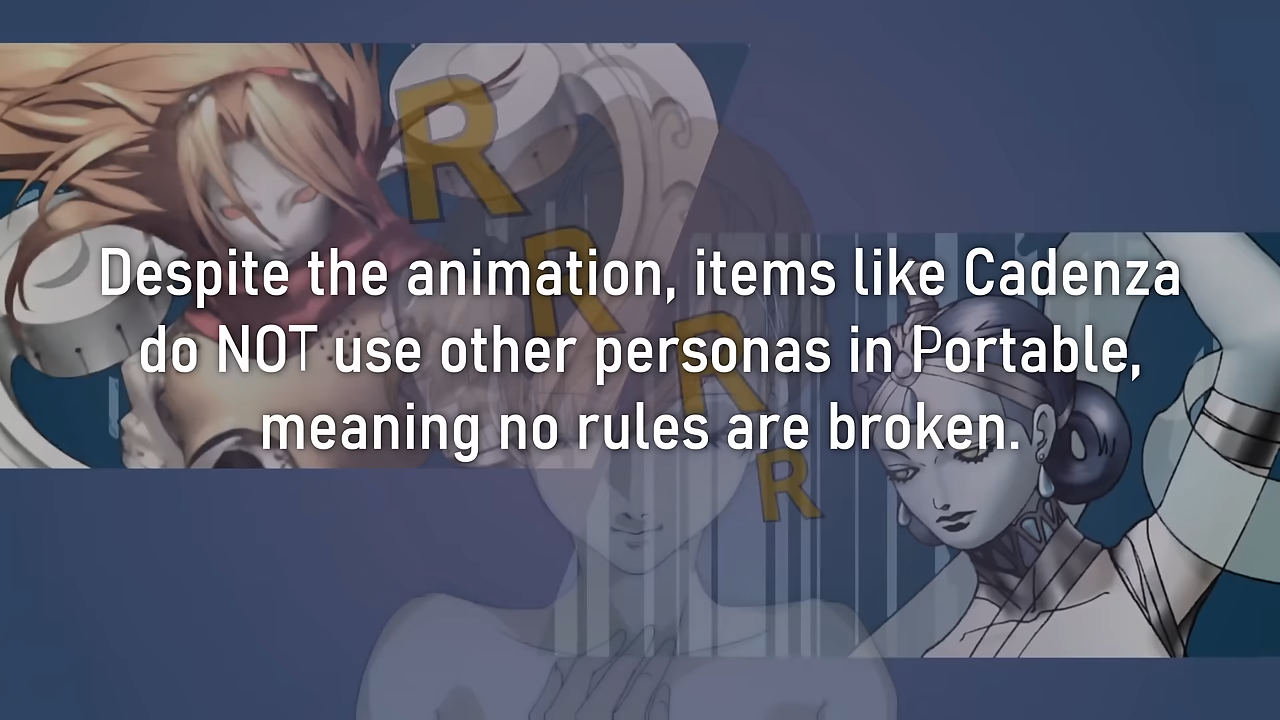 Despite the animation, items like Cadenza
do NOT use other personas in Portable,
meaning no rules are broken.
R
R
R
R